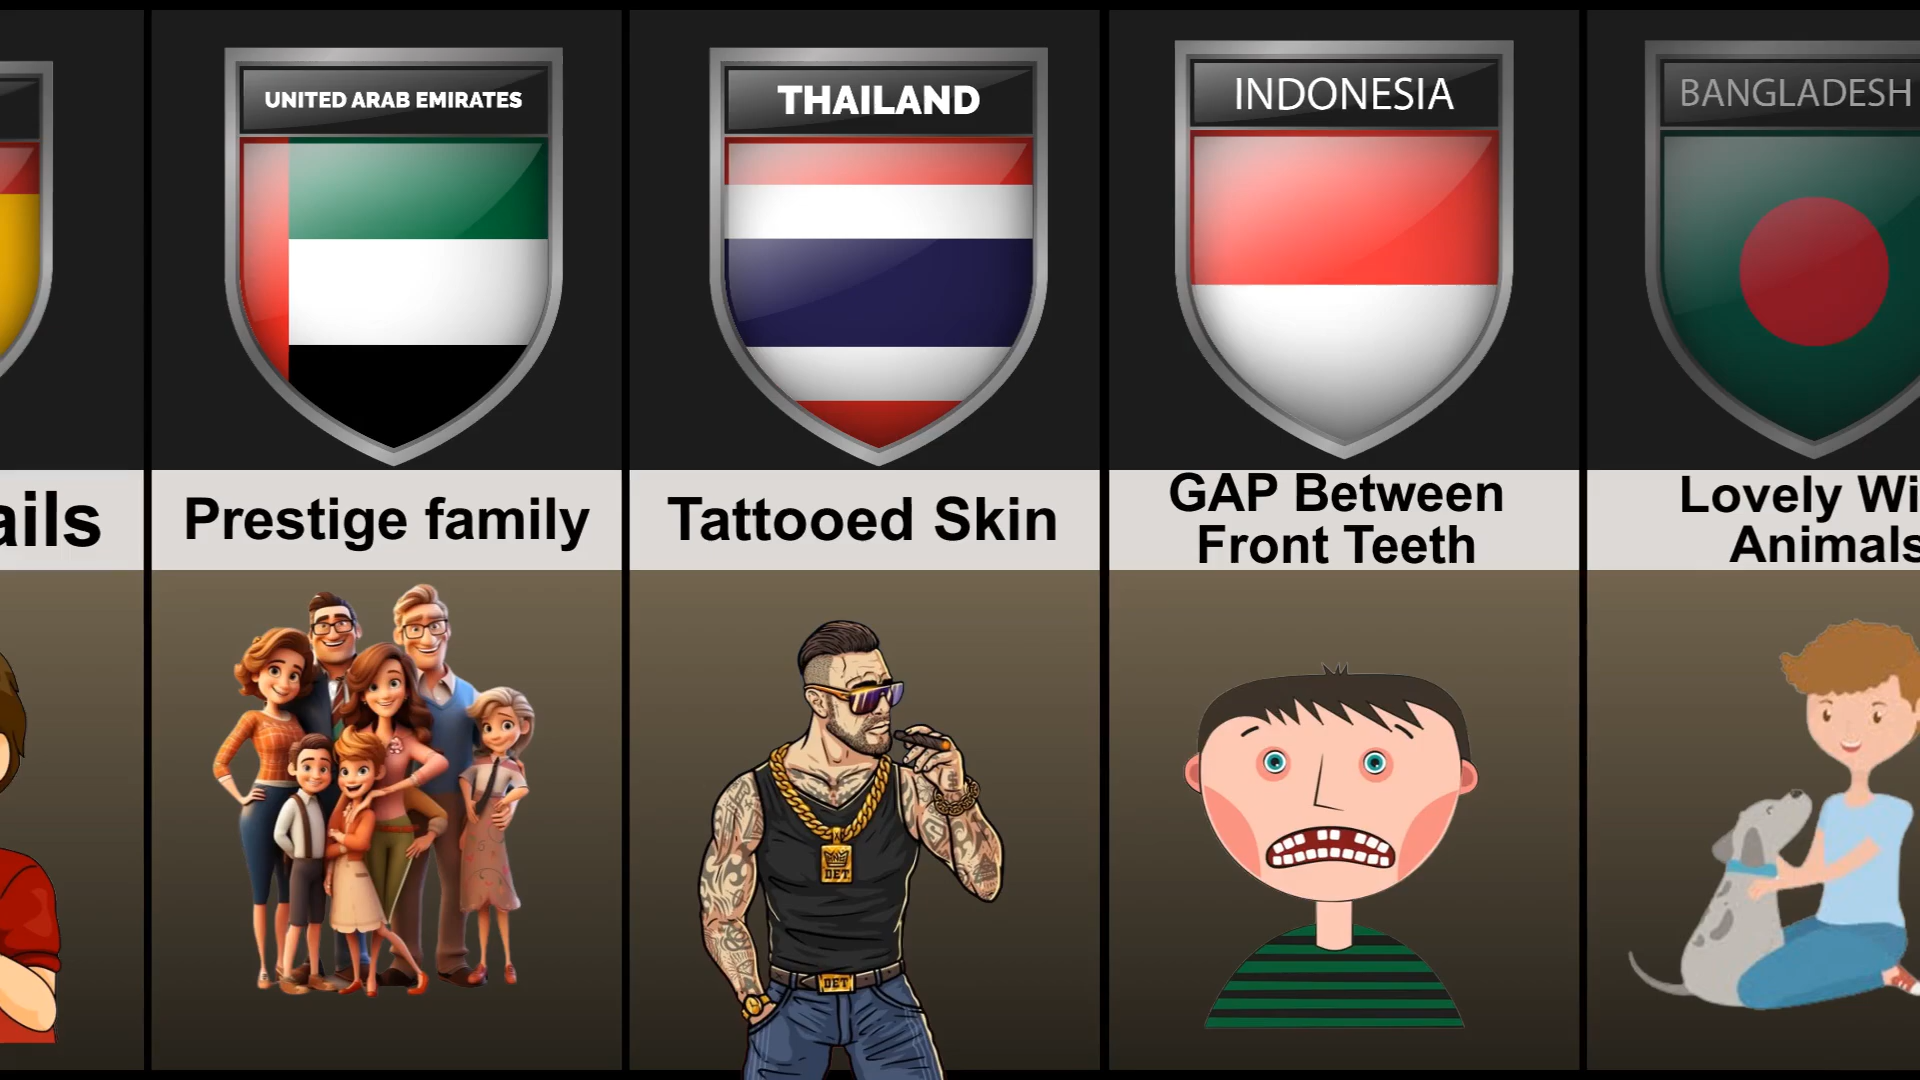 UNITED ARAB EMIRATES
THAILAND
INDONESIA
BANGLADESH
ails
Prestige family
Tattooed Skin
GAP Between
Front Teeth
Lovely Wi
Animals
DET
DET